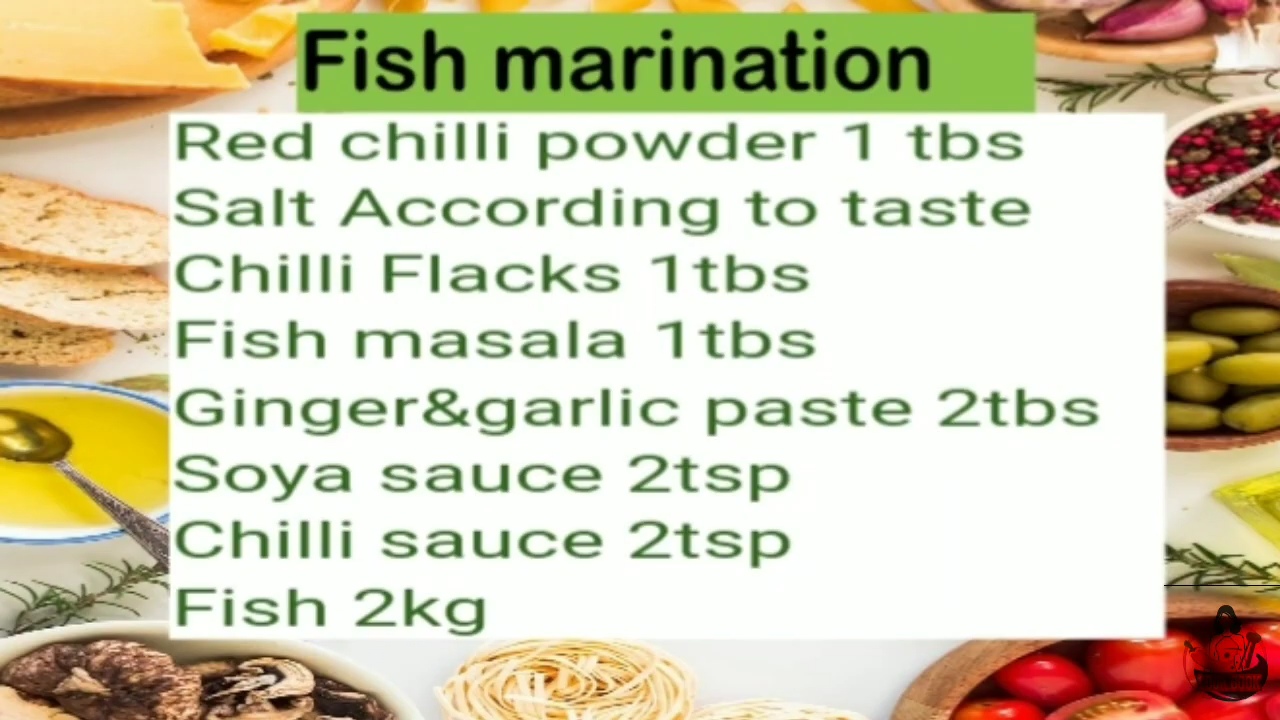 Fish marination
Red chilli powder 1 tbs
Salt According to taste
Chilli Flacks 1tbs
Fish masala 1tbs
Ginger&garlic paste 2tbs
Soya sauce 2tsp
Chilli sauce 2tsp
Fish 2kg